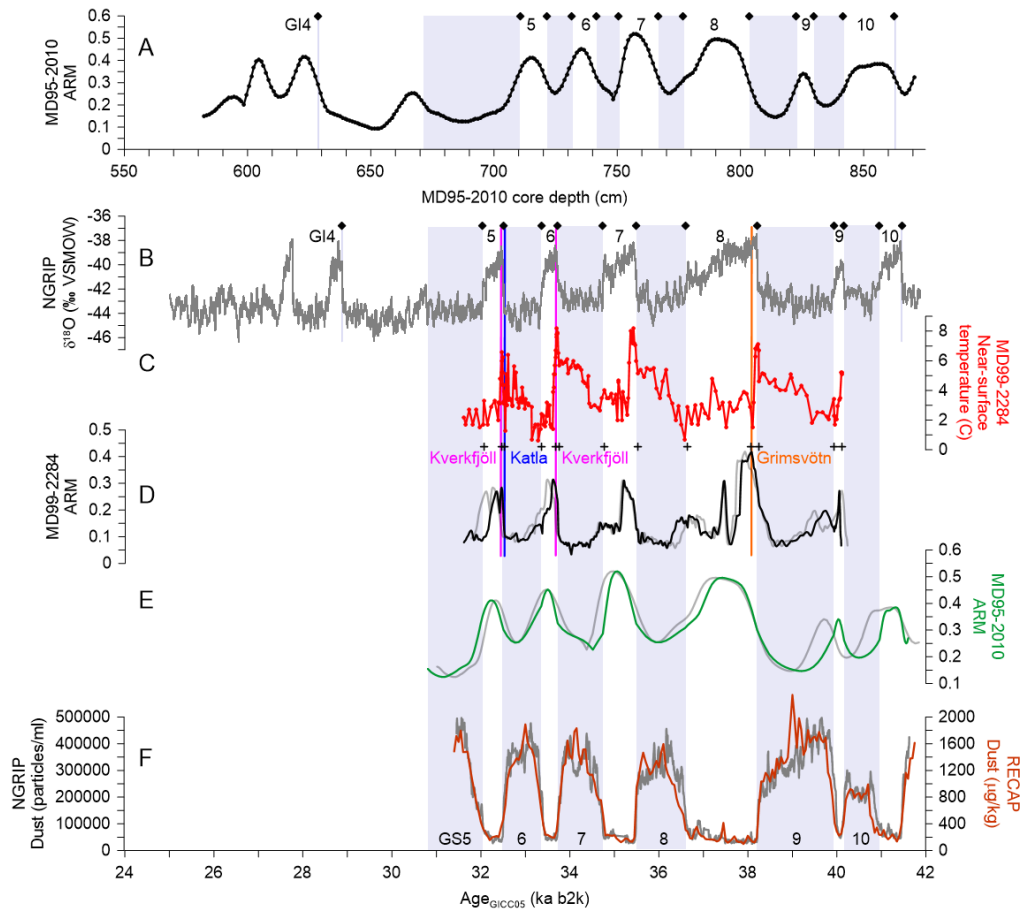 A
MD95-2010
ARM
0.6
0.5
0.4
0.3
0.2
0.1
0
GI4
5
6
7
8
9
10
550
600
650
700
750
800
850
MD95-2010 core depth (cm)
B
NGRIP
δ18O (‰ VSMOW)
-36
-38
-40
-42
-44
-46
GI4
5
6
7
8
9
10
C
8
6
4
2
0
MD99-2284
Near-surface
temperature (C)
Kverkfjöll
Katla
Kverkfjöll
Grimsvötn
D
MD99-2284
ARM
0.5
0.4
0.3
0.2
0.1
0
E
0.6
0.5
0.4
0.3
0.2
0.1
MD95-2010
ARM
F
NGRIP
Dust (particles/ml)
500000
400000
300000
200000
100000
0
GS5
6
7
8
9
10
2000
1600
1200
800
400
0
RECAP
Dust (µg/kg)
24
26
28
30
32
34
36
38
40
42
AgeGICC05 (ka b2k)